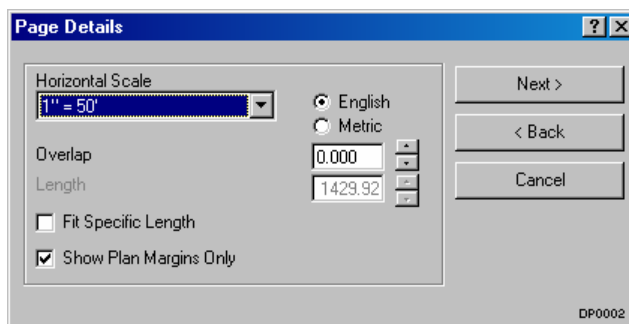 Page Details
Horizontal Scale
1" = 50'
English
Metric
Overlap
0.000
Length
1429.92
Fit Specific Length
Show Plan Margins Only
Next >
< Back
Cancel
DP0002